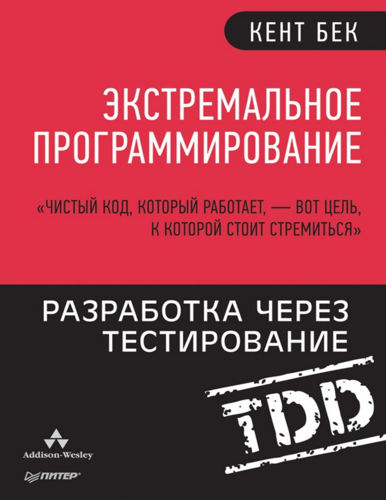 КЕНТ БЕК
ЭКСТРЕМАЛЬНОЕ
ПРОГРАММИРОВАНИЕ
«ЧИСТЫЙ КОД, КОТОРЫЙ РАБОТАЕТ, — ВОТ ЦЕЛЬ,
К КОТОРОЙ СТОИТ СТРЕМИТЬСЯ»
РАЗРАБОТКА ЧЕРЕЗ
ТЕСТИРОВАНИЕ
TDD
Addison-Wesley
ПИТЕР®